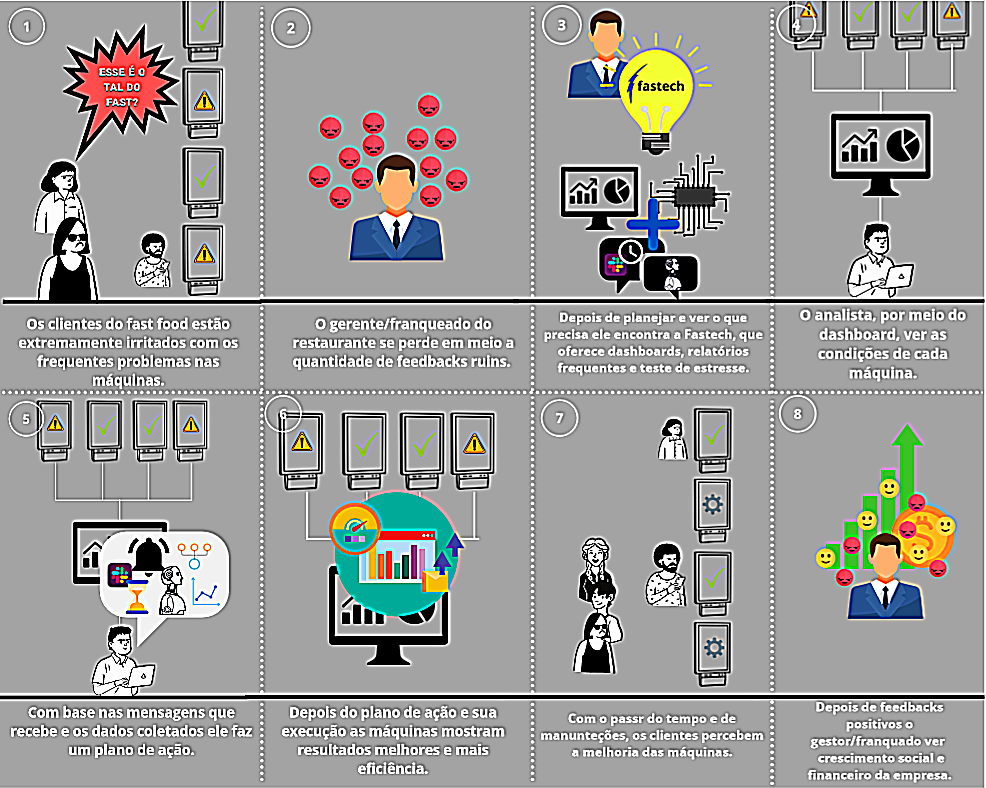 1
ESSE É O
TAL DO
FAST?
Os clientes do fast food estão
extremamente irritados com os
frequentes problemas nas
máquinas.
2
O gerente/franqueado do
restaurante se perde em meio a
quantidade de feedbacks ruins.
3
fastech
Depois de planejar e ver o que
precisa ele encontra a Fastech, que
oferece dashboards, relatórios
frequentes e teste de estresse.
4
O analista, por meio do
dashboard, ver as
condições de cada
máquina.
5
Com base nas mensagens que
recebe e os dados coletados ele faz
um plano de ação.
6
Depois do plano de ação e sua
execução as máquinas mostram
resultados melhores e mais
eficiência.
7
Com o passr do tempo e de
manunteções, os clientes percebem
a melhoria das máquinas.
8
Depois de feedbacks
positivos o
gestor/franquado ver
crescimento social e
financeiro da empresa.